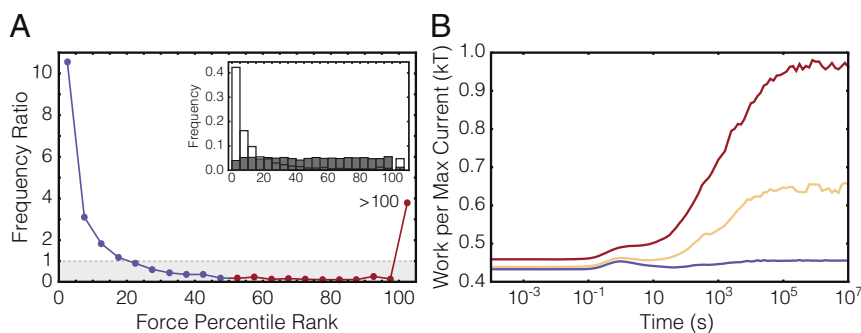 A
Frequency Ratio
10
8
6
4
2
1
0
0 20 40 60 80 100
Force Percentile Rank
>100
Frequency
0.4
0.3
0.2
0.1
0.0
0 20 40 60 80 100
B
Work per Max Current (kT)
1.0
0.9
0.8
0.7
0.6
0.5
0.4
10-3 10-1 10 103 105 107
Time (s)